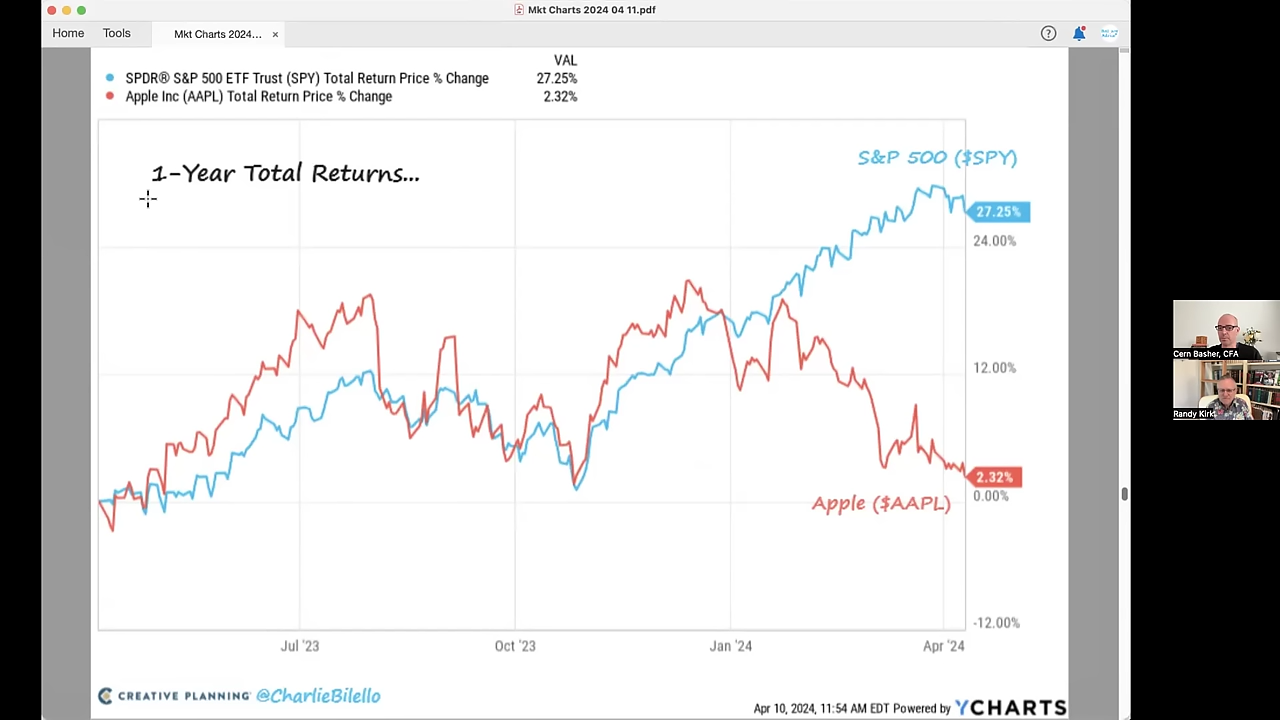 Mkt Charts 2024 04 11.pdf
Home Tools Mkt Charts 2024... ×
VAL
SPDR® S&P 500 ETF Trust (SPY) Total Return Price % Change 27.25%
Apple Inc (AAPL) Total Return Price % Change 2.32%
S&P 500 ($SPY)
1-Year Total Returns...
27.25%
24.00%
Cern Basher, CFA
12.00%
Randy Kirk
2.32%
0.00%
Apple ($AAPL)
-12.00%
Jul '23 Oct '23 Jan '24 Apr '24
CREATIVE PLANNING® @CharlieBilello
Apr 10, 2024, 11:54 AM EDT Powered by YCHARTS